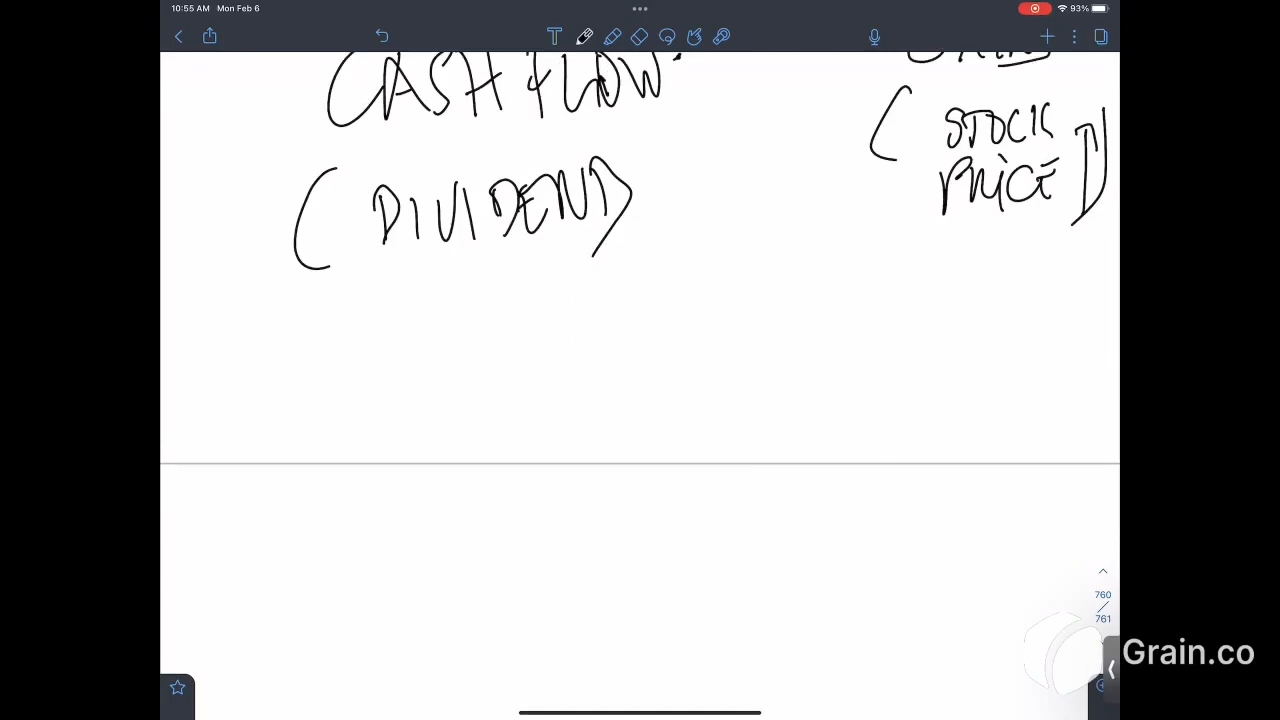 10:55 AM Mon Feb 6
93%
CASH FLOW
(DIVIDEND)
(STOCK
PRICE)
760
761
Grain.co